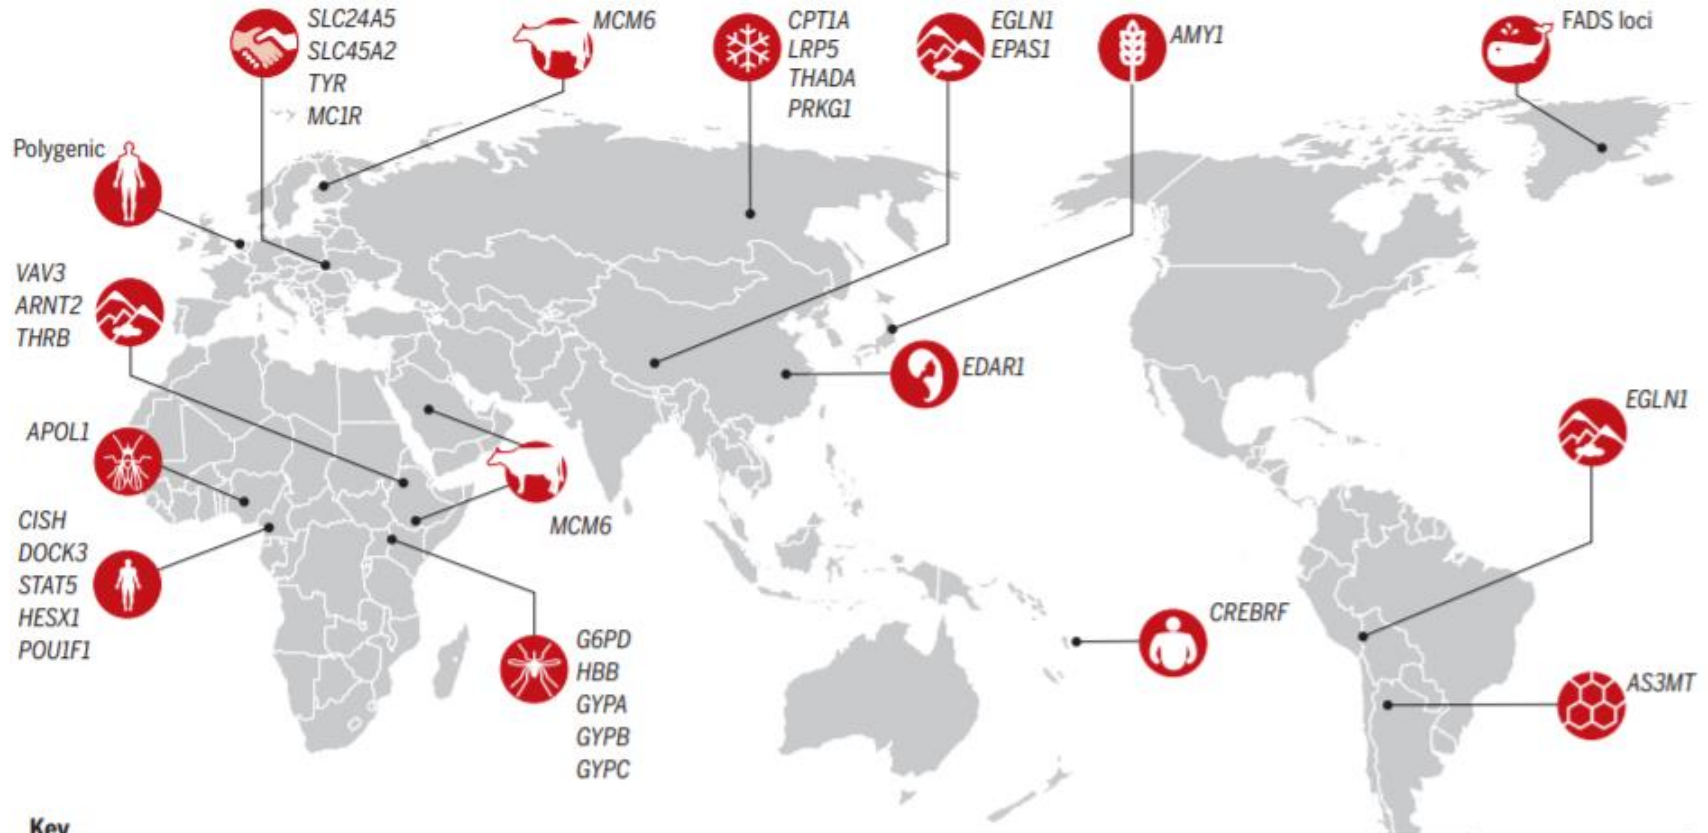 SLC24A5
SLC45A2
TYR
MC1R
MCM6
CPT1A
LRP5
THADA
PRKG1
EGLN1
EPAS1
AMY1
FADS loci
Polygenic
VAV3
ARNT2
THRB
EDAR1
EGLN1
APOL1
MCM6
CISH
DOCK3
STAT5
HESX1
POU1F1
G6PD
HBB
GYPA
GYPB
GYPC
CREBRF
AS3MT
Key